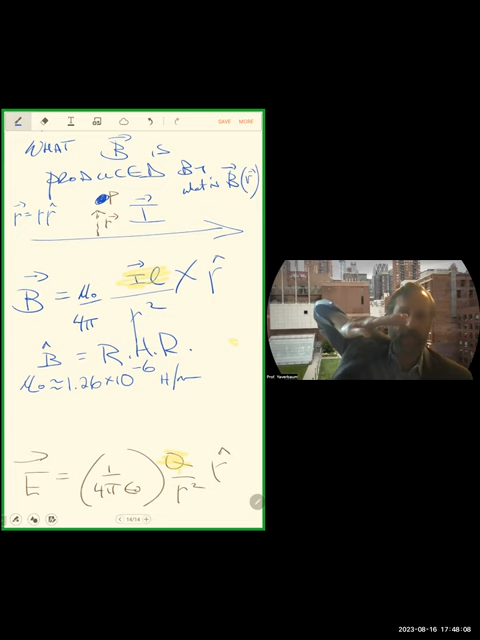 SAVE MORE
WHAT B⃗ IS
PRODUCED BY
what is B⃗(r⃗)
r⃗ = r r̂
P
r⃗
I⃗
B⃗ = μ₀/4π I⃗l/r² × r̂
B̂ = R.H.R.
μ₀ ≈ 1.26 × 10⁻⁶ H/m
E⃗ = (1/4πϵ₀) Q/r² r̂
14/14
Prof. Yaverbaum
2023-08-16 17:48:08